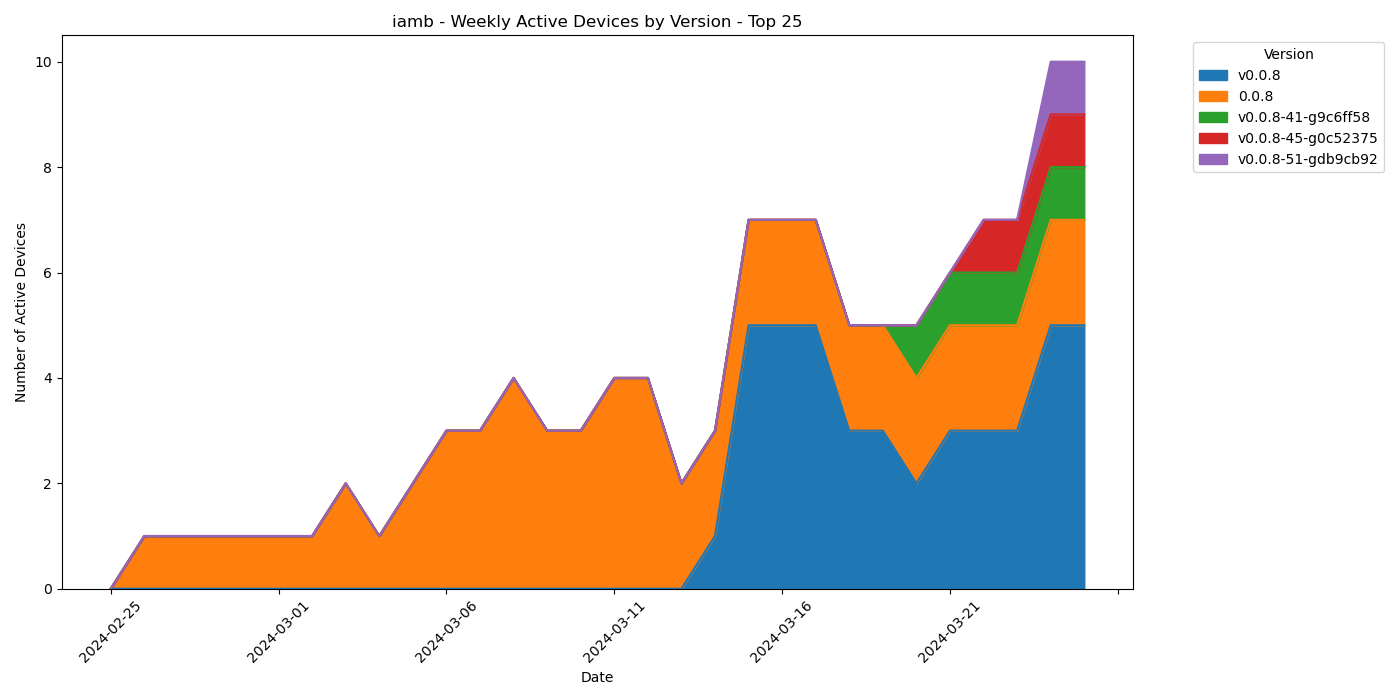 iamb - Weekly Active Devices by Version - Top 25
Number of Active Devices
10
8
6
4
2
0
2024-02-25
2024-03-01
2024-03-06
2024-03-11
2024-03-16
2024-03-21
Date
Version
v0.0.8
0.0.8
v0.0.8-41-g9c6ff58
v0.0.8-45-g0c52375
v0.0.8-51-gdb9cb92